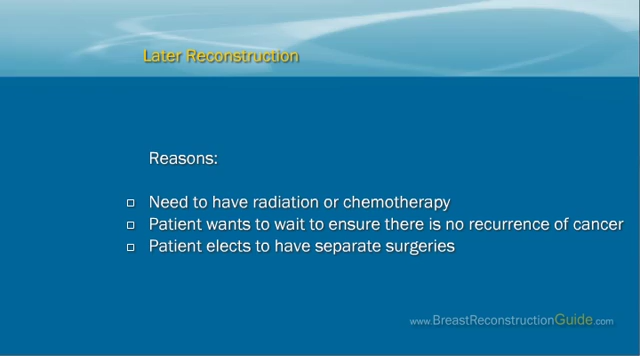 Later Reconstruction
Reasons:
Need to have radiation or chemotherapy
Patient wants to wait to ensure there is no recurrence of cancer
Patient elects to have separate surgeries
www.BreastReconstructionGuide.com